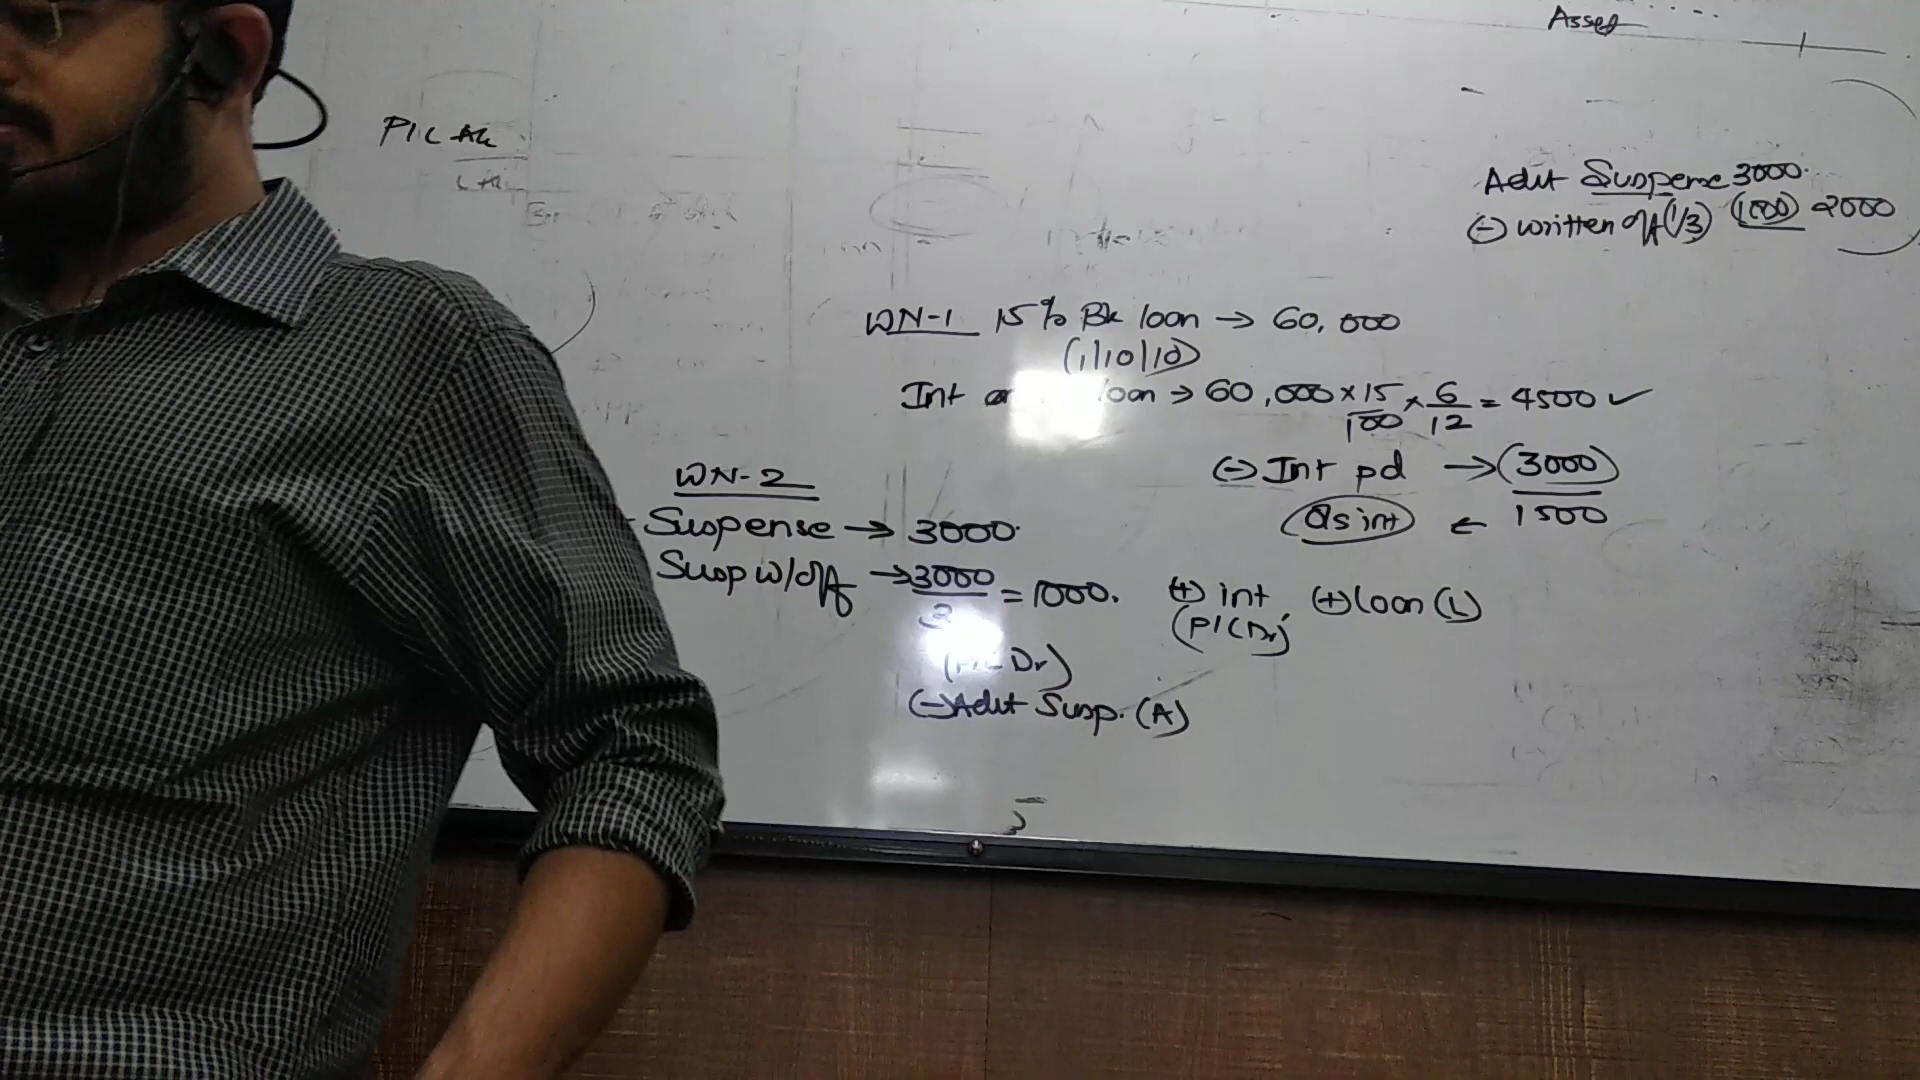 Asset
P/L A/c
Advt Suspense 3000
(-) written off (1/3) (1000) 2000
WN-1 15% Bk loan → 60,000
(1/10/10)
Int on loan → 60,000 × 15/100 × 6/12 = 4500 ✓
(-) Int pd → (3000)
O/s int ← 1500
WN-2
Suspense → 3000
Susp w/off → 3000/3 = 1000.
(+) int (+) loan (L)
(P/L Dr)
(P/L Dr)
(-) Advt Susp. (A)